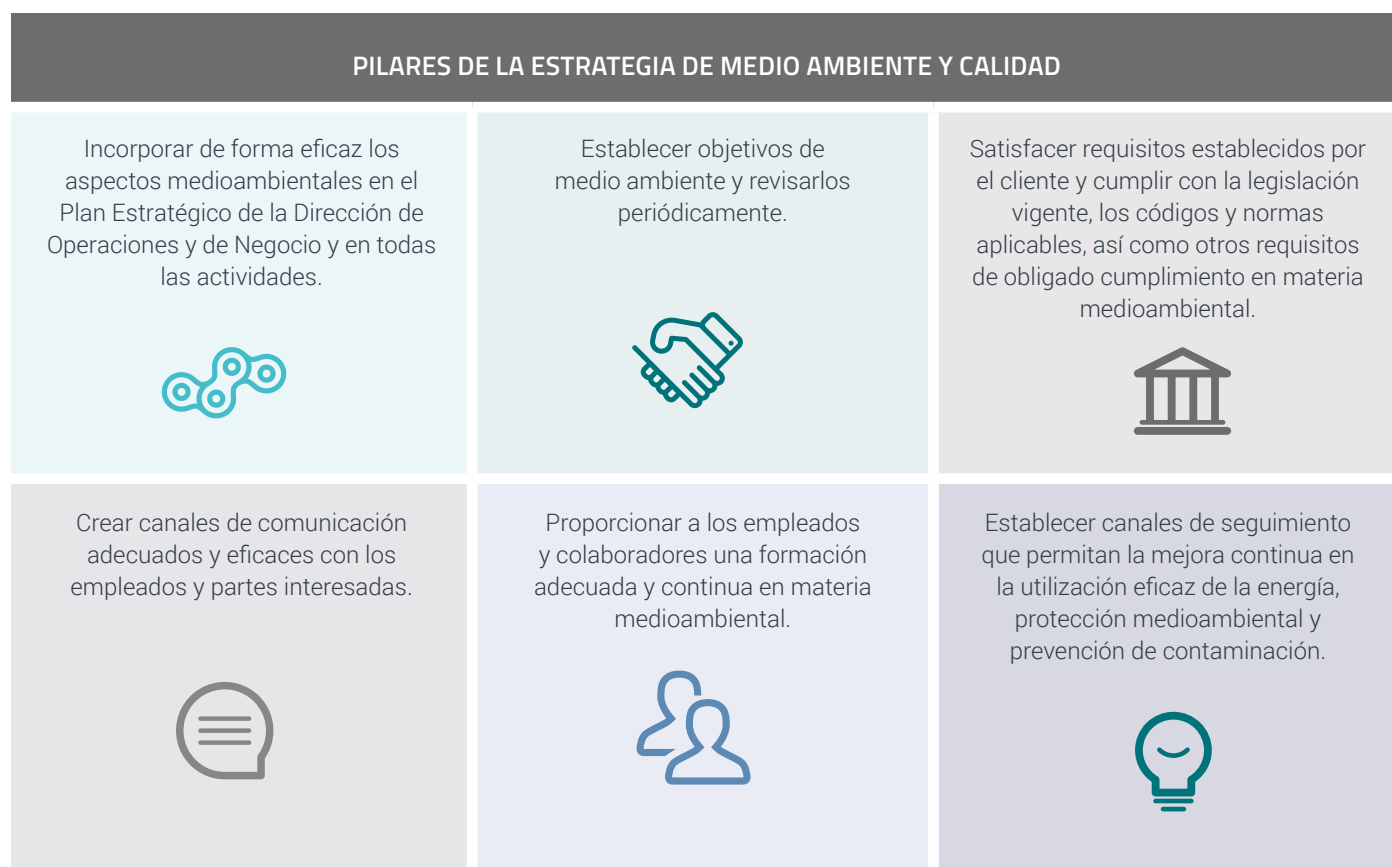 PILARES DE LA ESTRATEGIA DE MEDIO AMBIENTE Y CALIDAD
Incorporar de forma eficaz los
aspectos medioambientales en el
Plan Estratégico de la Dirección de
Operaciones y de Negocio y en todas
las actividades.
Establecer objetivos de
medio ambiente y revisarlos
periódicamente.
Satisfacer requisitos establecidos por
el cliente y cumplir con la legislación
vigente, los códigos y normas
aplicables, así como otros requisitos
de obligado cumplimiento en materia
medioambiental.
Crear canales de comunicación
adecuados y eficaces con los
empleados y partes interesadas.
Proporcionar a los empleados
y colaboradores una formación
adecuada y continua en materia
medioambiental.
Establecer canales de seguimiento
que permitan la mejora continua en
la utilización eficaz de la energía,
protección medioambiental y
prevención de contaminación.